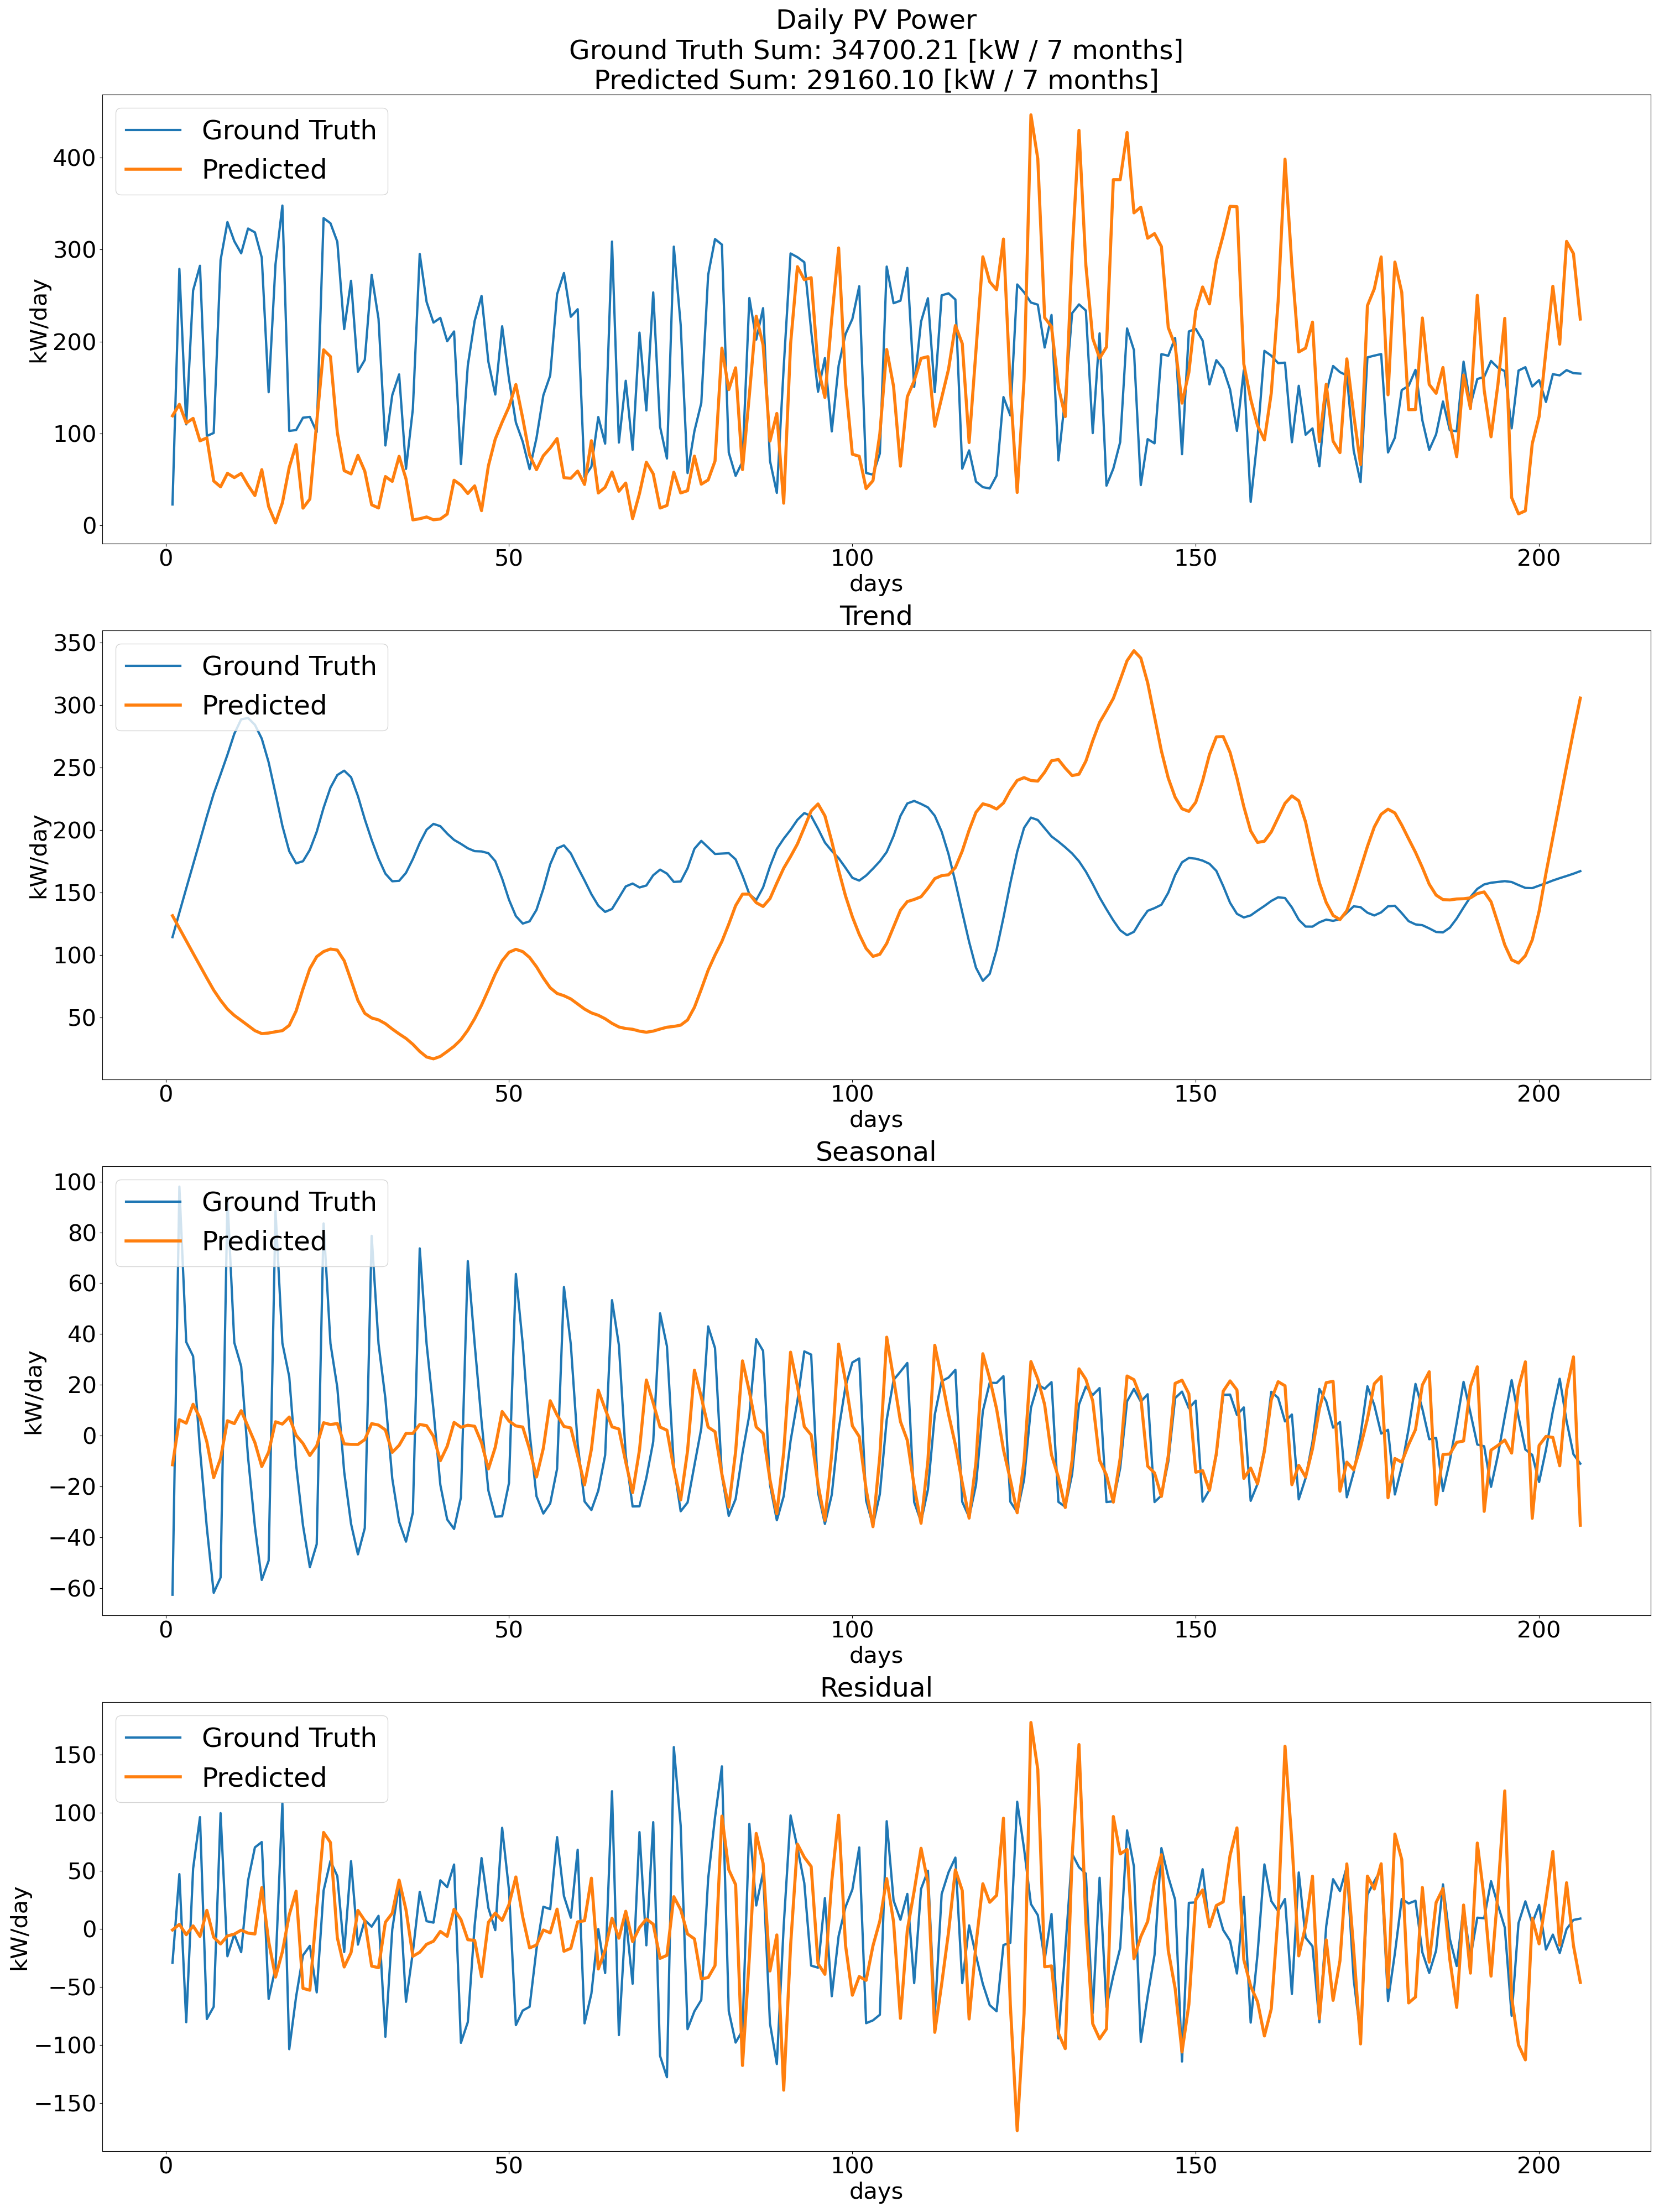 Daily PV Power
Ground Truth Sum: 34700.21 [kW / 7 months]
Predicted Sum: 29160.10 [kW / 7 months]
Ground Truth
Predicted
kW/day
400
300
200
100
0
0 50 100 150 200
days
Trend
Ground Truth
Predicted
kW/day
350
300
250
200
150
100
50
0 50 100 150 200
days
Seasonal
Ground Truth
Predicted
kW/day
100
80
60
40
20
0
−20
−40
−60
0 50 100 150 200
days
Residual
Ground Truth
Predicted
kW/day
150
100
50
0
−50
−100
−150
0 50 100 150 200
days